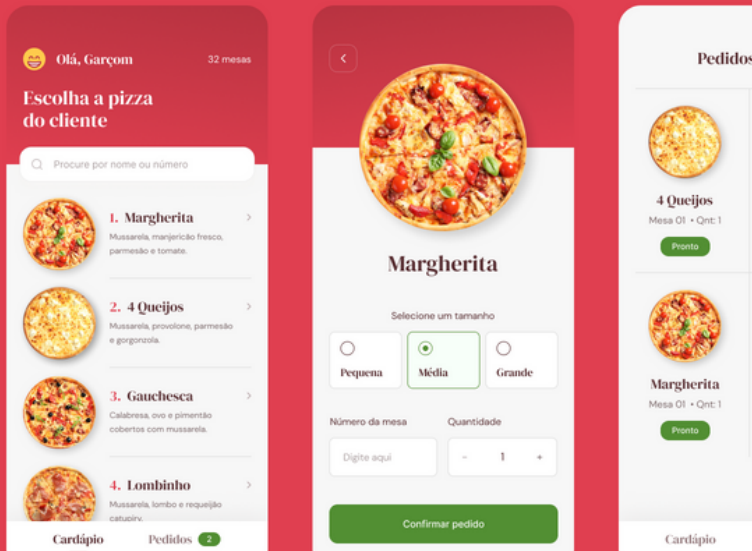 Olá, Garçom
32 mesas
Escolha a pizza
do cliente
Procure por nome ou número
1. Margherita
Mussarela, manjericão fresco,
parmesão e tomate.
2. 4 Queijos
Mussarela, provolone, parmesão
e gorgonzola.
3. Gauchesca
Calabresa, ovo e pimentão
cobertos com mussarela.
4. Lombinho
Mussarela, lombo e requeijão
catupiry.
Cardápio
Pedidos 2
Margherita
Selecione um tamanho
Pequena
Média
Grande
Número da mesa
Quantidade
Digite aqui
- 1 +
Confirmar pedido
Pedidos
4 Queijos
Mesa 01 • Qnt: 1
Pronto
Margherita
Mesa 01 • Qnt: 1
Pronto
Cardápio